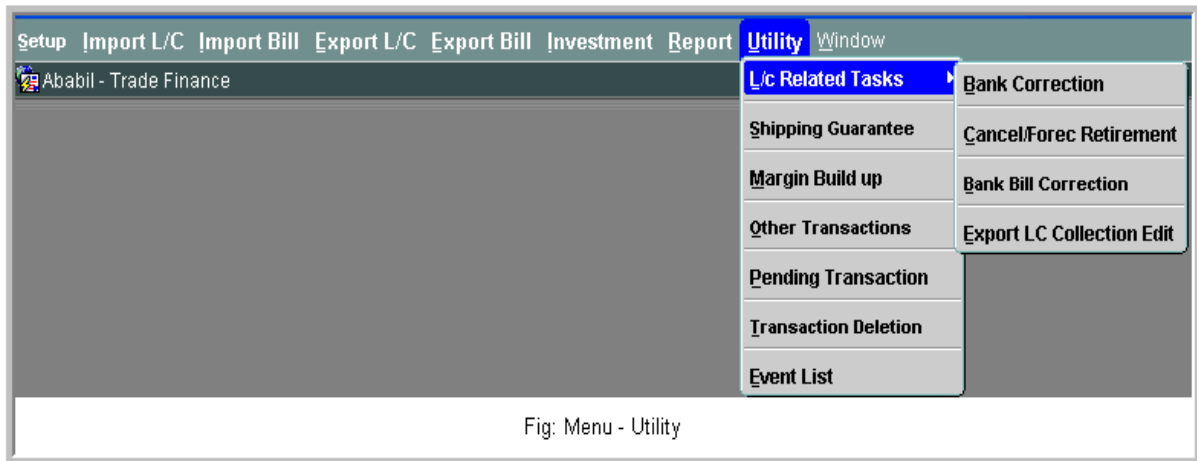 Setup Import L/C Import Bill Export L/C Export Bill Investment Report Utility Window
Ababil - Trade Finance
L/c Related Tasks
Shipping Guarantee
Margin Build up
Other Transactions
Pending Transaction
Transaction Deletion
Event List
Bank Correction
Cancel/Forec Retirement
Bank Bill Correction
Export LC Collection Edit
Fig: Menu - Utility